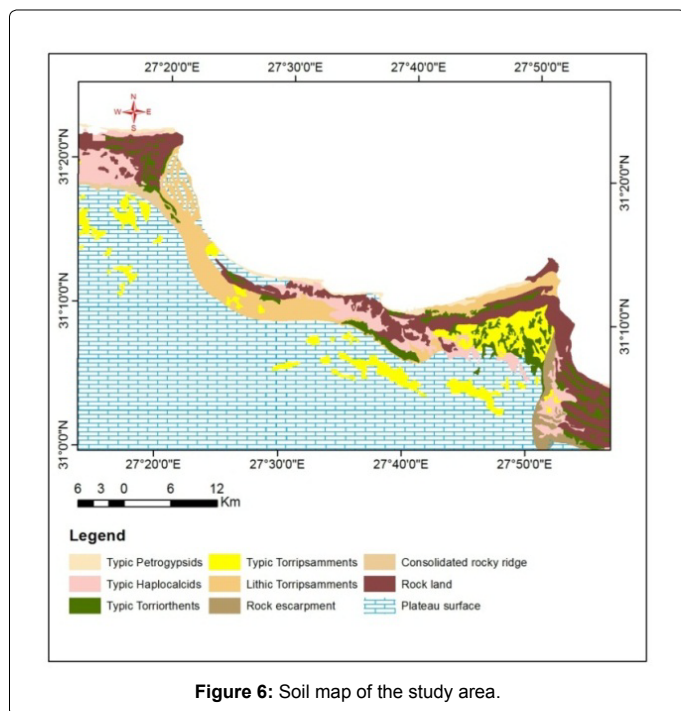 27°20'0"E 27°30'0"E 27°40'0"E 27°50'0"E
N
W E
S
31°20'0"N 31°20'0"N
31°10'0"N 31°10'0"N
31°0'0"N
27°20'0"E 27°30'0"E 27°40'0"E 27°50'0"E
6 3 0 6 12
Km
Legend
Typic Petrogypsids Typic Torripsamments Consolidated rocky ridge
Typic Haplocalcids Lithic Torripsamments Rock land
Typic Torriorthents Rock escarpment Plateau surface
Figure 6: Soil map of the study area.